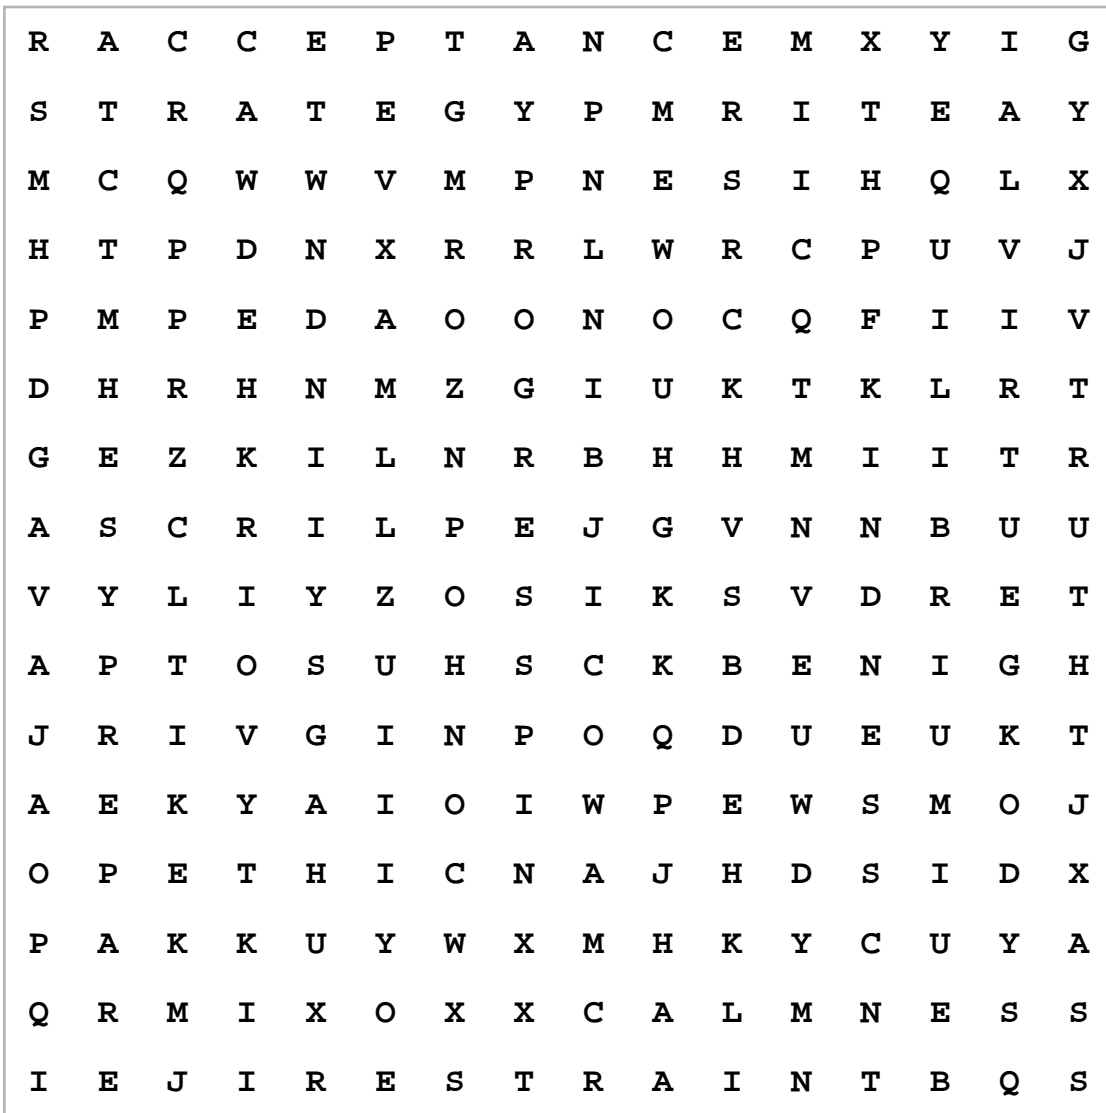 R A C C E P T A N C E M X Y I G
S T R A T E G Y P M R I T E A Y
M C Q W W V M P N E S I H Q L X
H T P D N X R R L W R C P U V J
P M P E D A O O N O C Q F I I V
D H R H N M Z G I U K T K L R T
G E Z K I L N R B H H M I I T R
A S C R I L P E J G V N N B U U
V Y L I Y Z O S I K S V D R E T
A P T O S U H S C K B E N I G H
J R I V G I N P O Q D U E U K T
A E K Y A I O I W P E W S M O J
O P E T H I C N A J H D S I D X
P A K K U Y W X M H K Y C U Y A
Q R M I X O X X C A L M N E S S
I E J I R E S T R A I N T B Q S